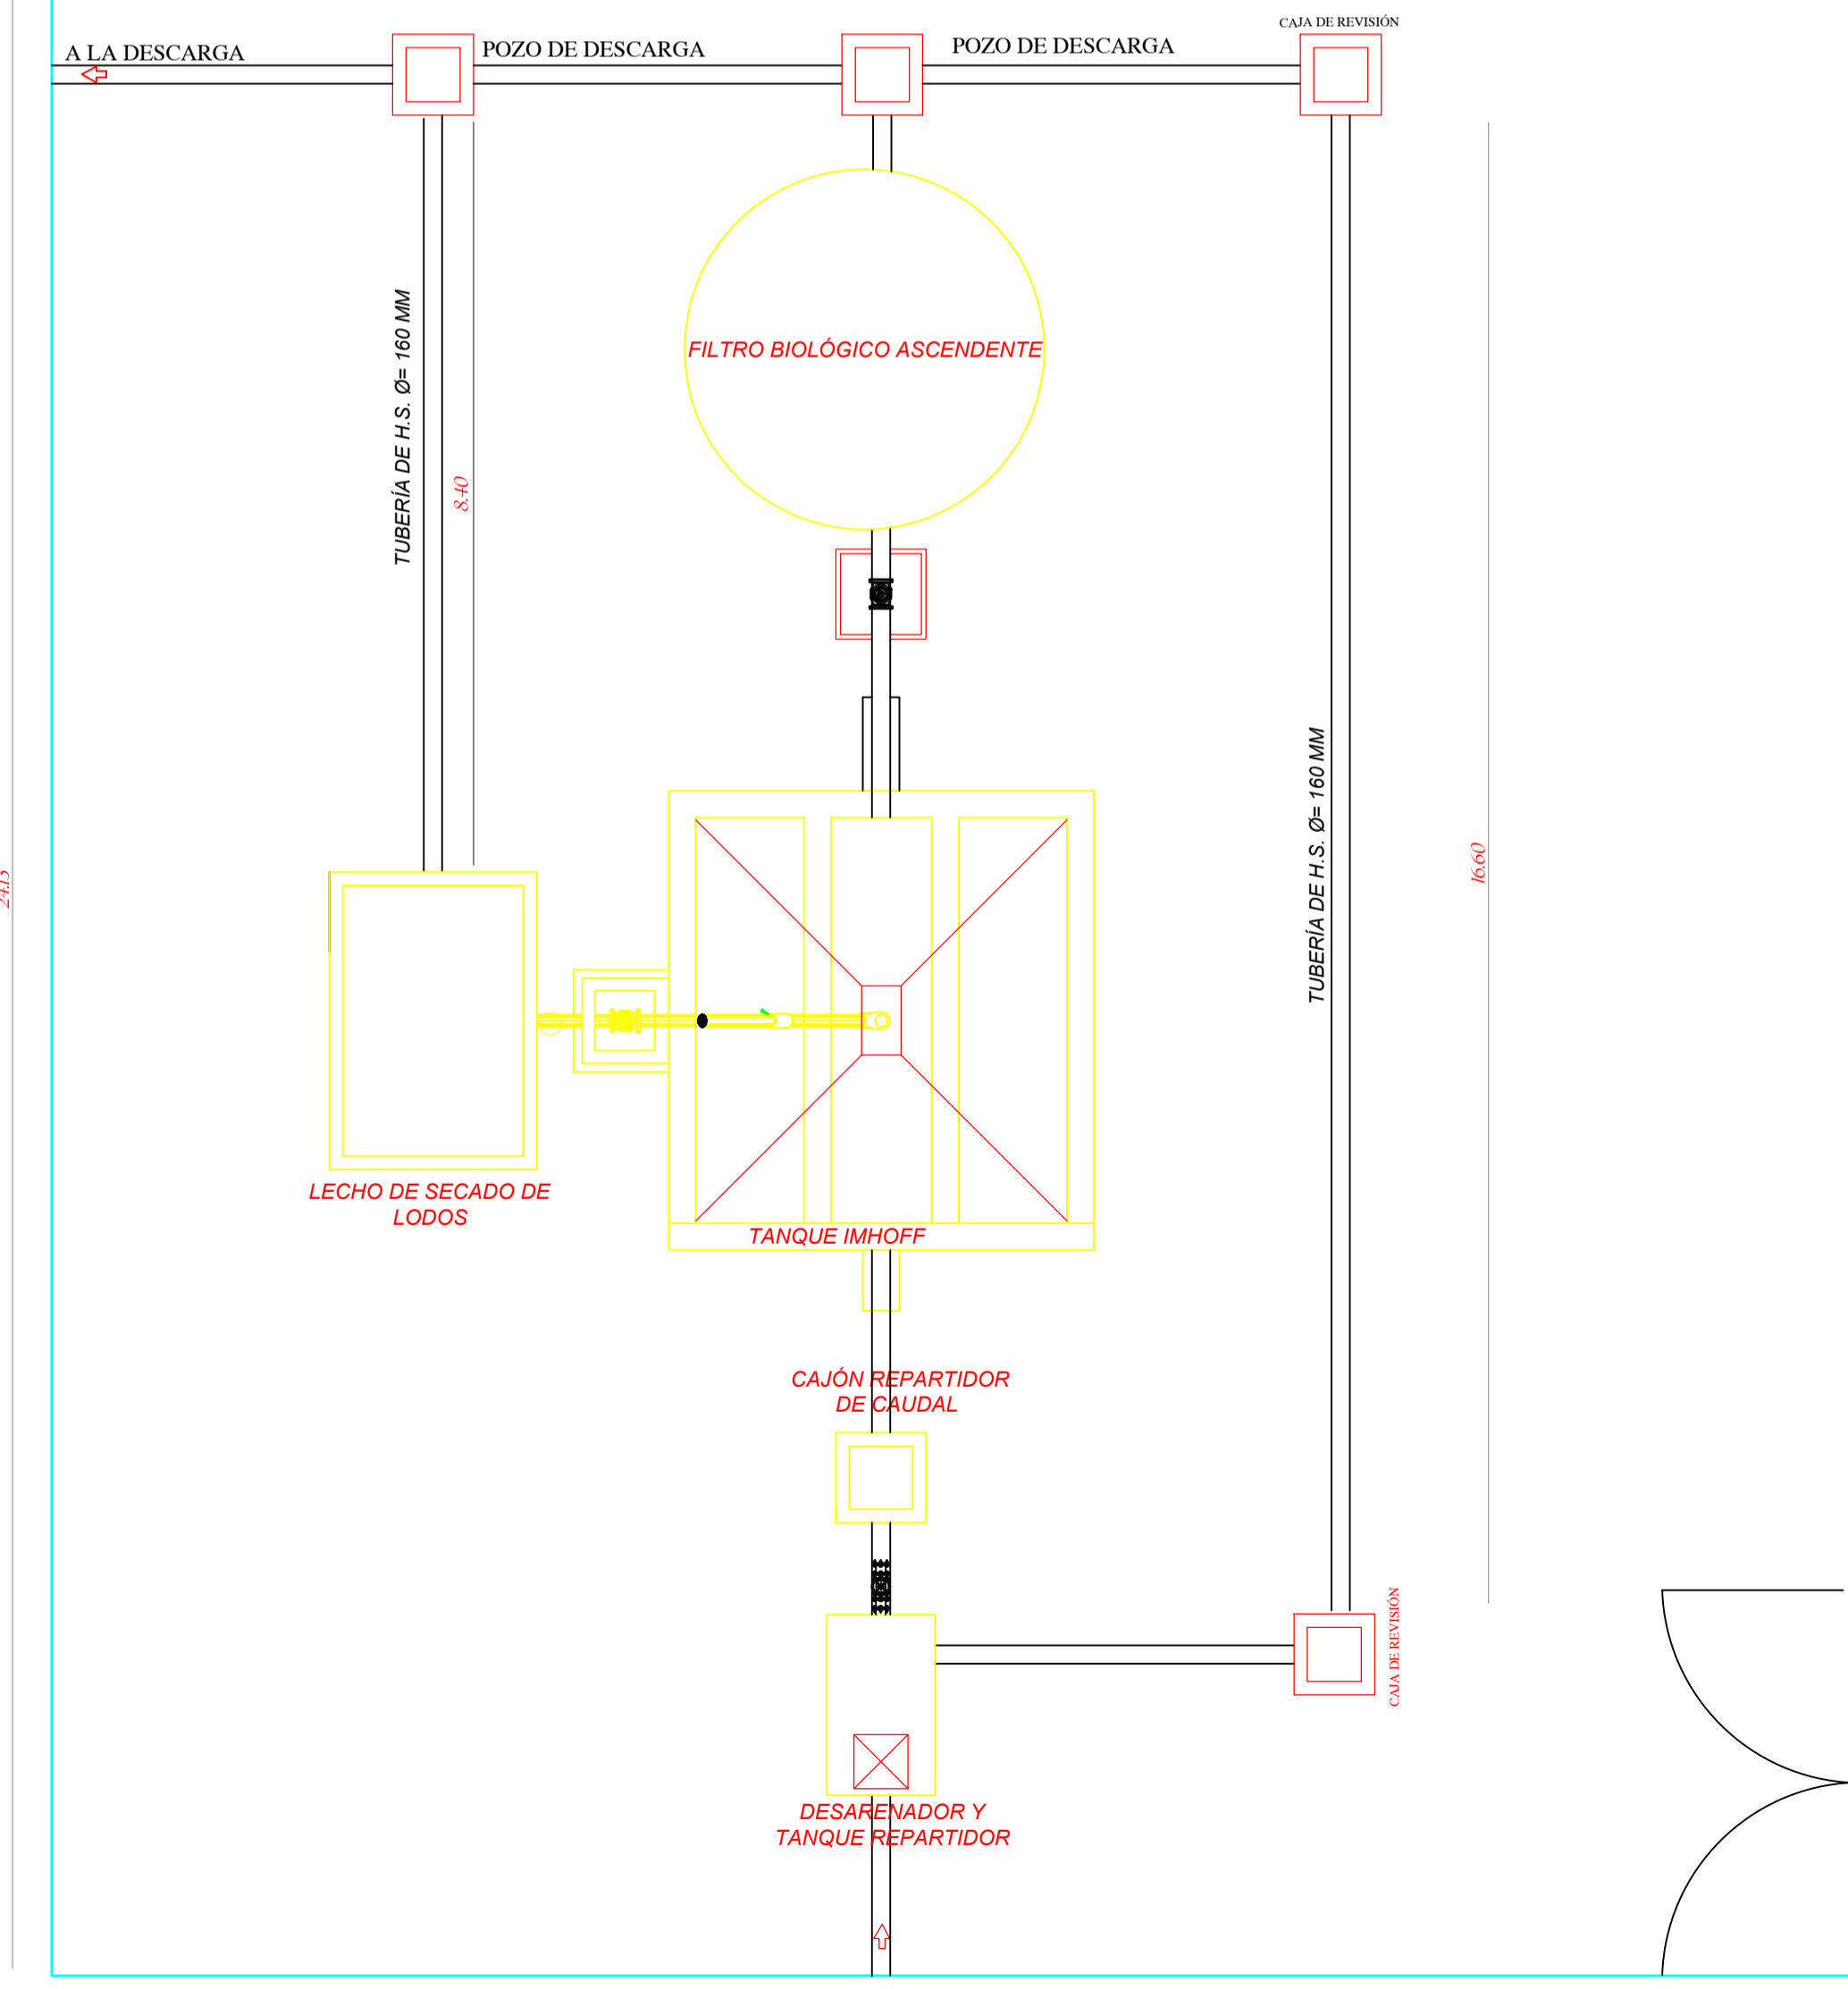 CAJA DE REVISIÓN
A LA DESCARGA
POZO DE DESCARGA
POZO DE DESCARGA
TUBERÍA DE H.S. Ø= 160 MM
8.40
FILTRO BIOLÓGICO ASCENDENTE
TUBERÍA DE H.S. Ø= 160 MM
16.60
24.13
LECHO DE SECADO DE
LODOS
TANQUE IMHOFF
CAJÓN REPARTIDOR
DE CAUDAL
CAJA DE REVISIÓN
DESARENADOR Y
TANQUE REPARTIDOR